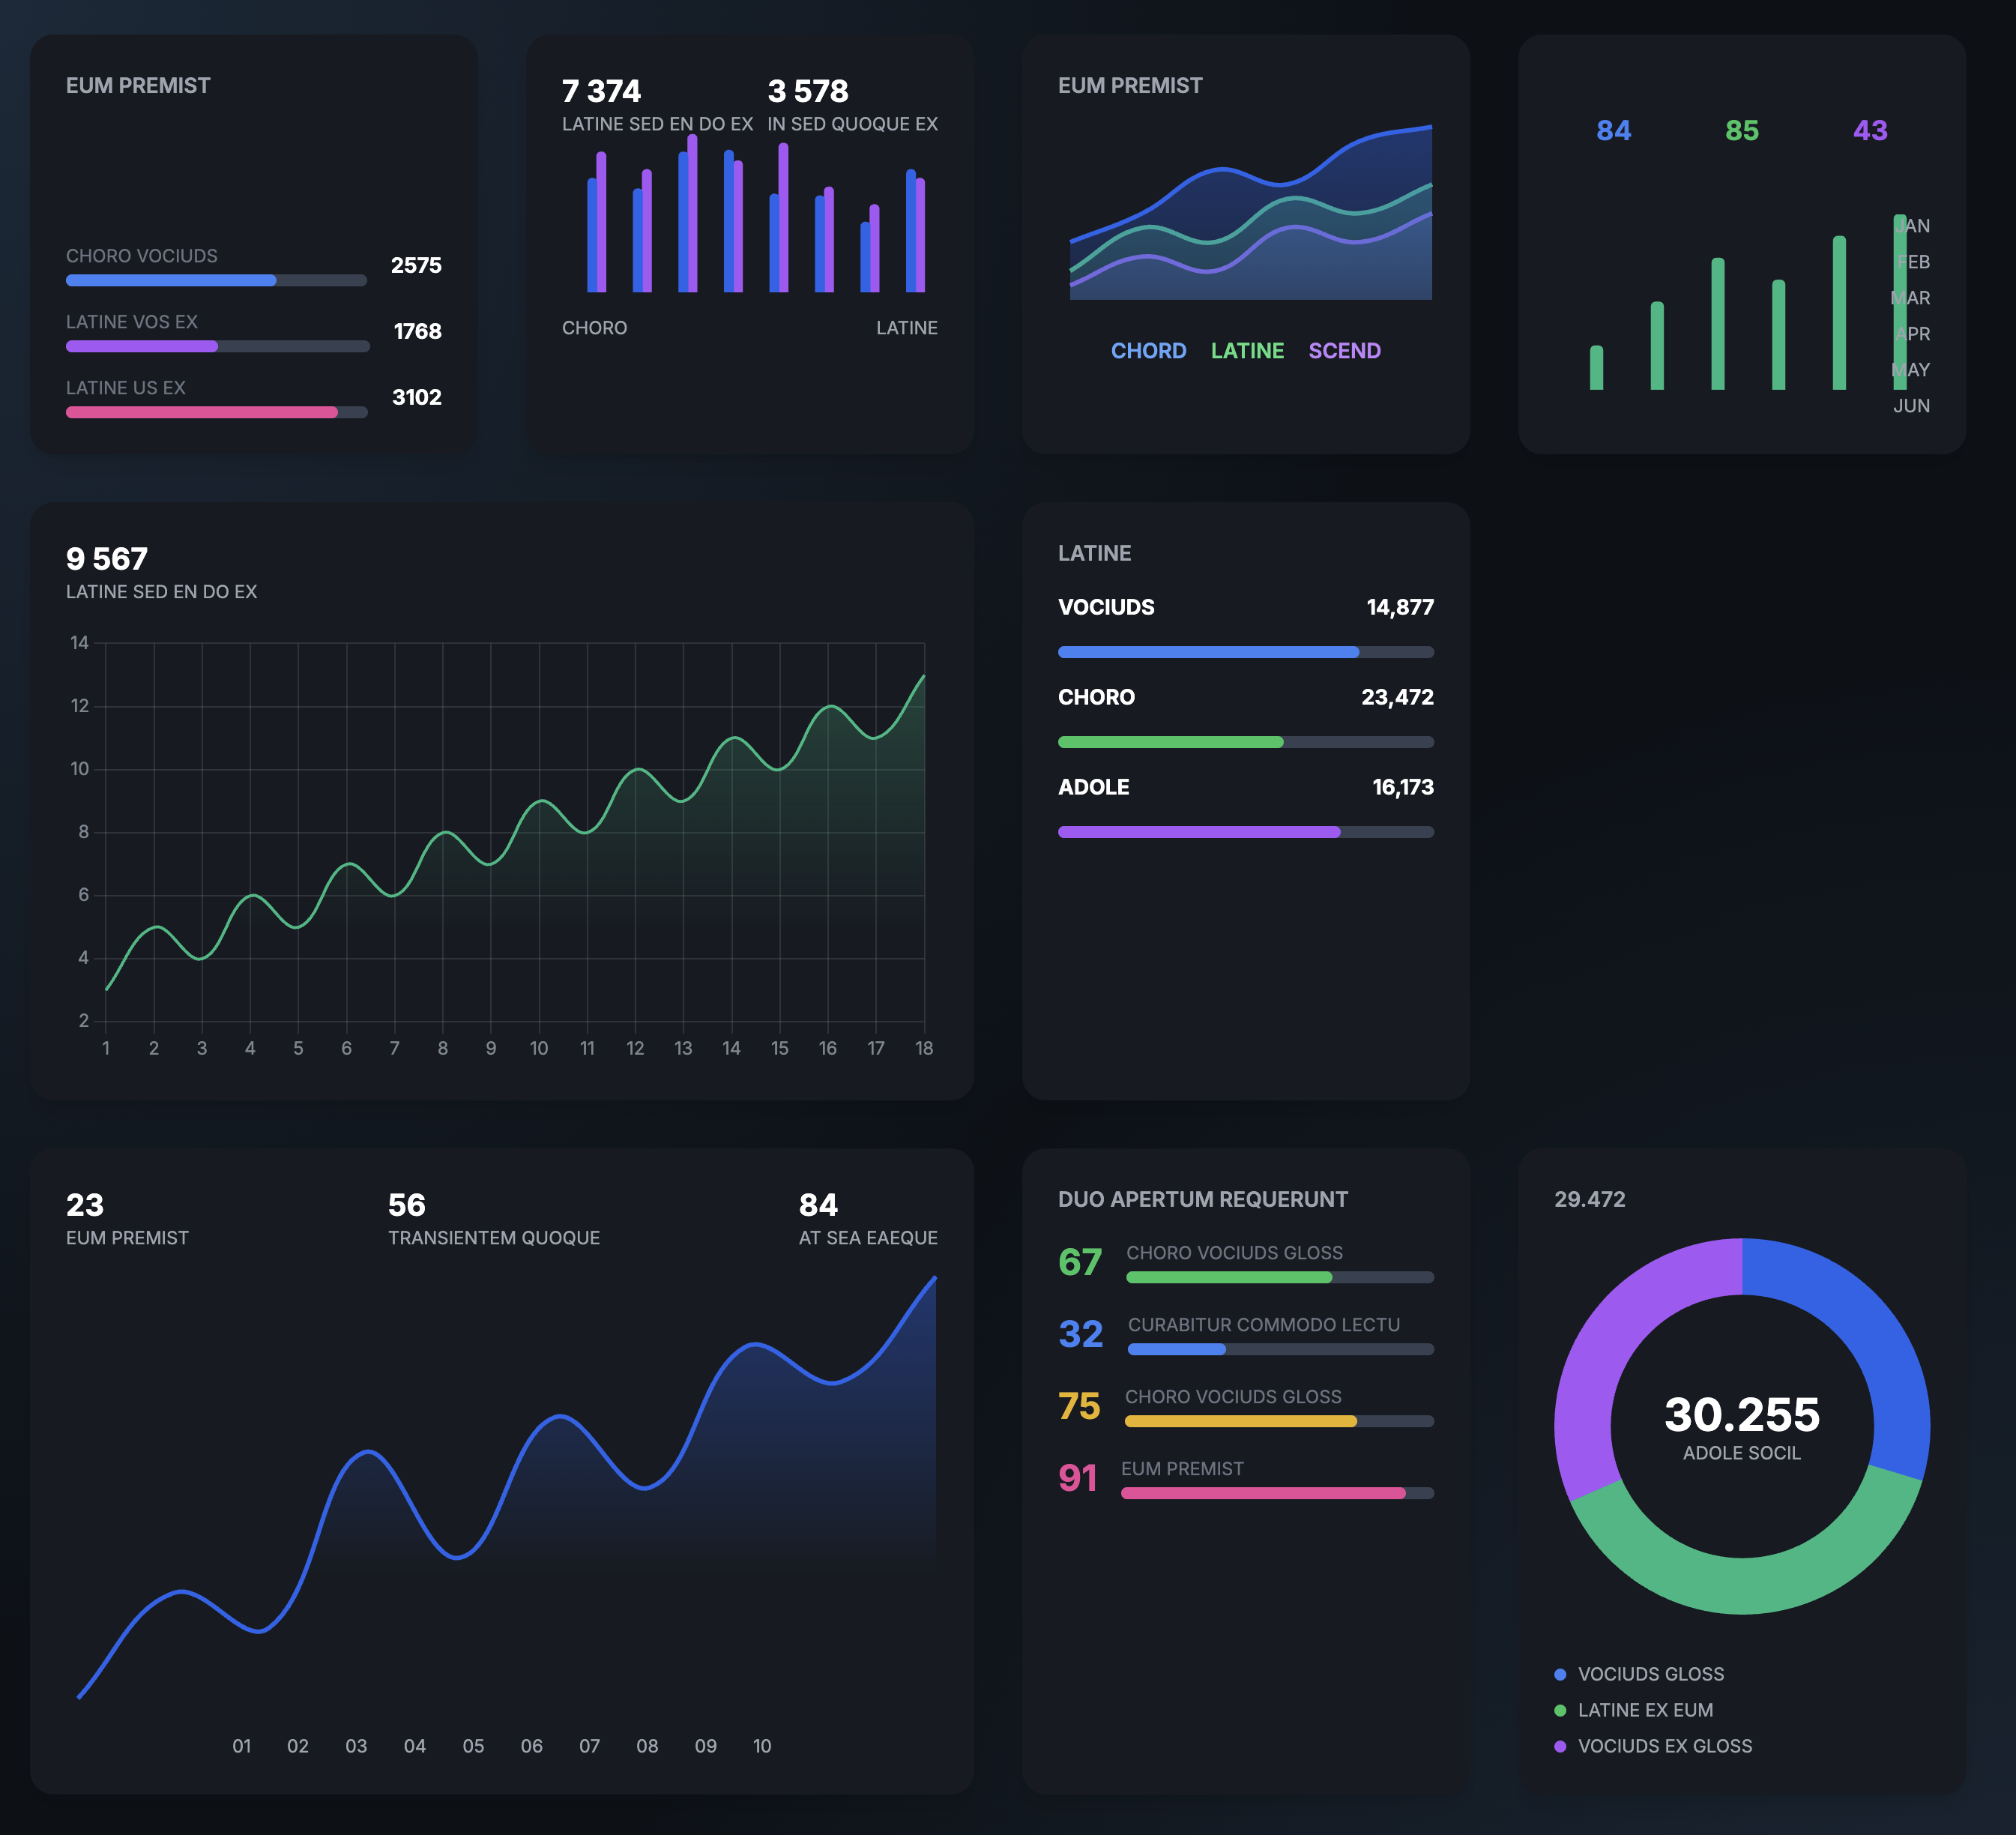 EUM PREMIST
CHORO VOCIUDS
2575
LATINE VOS EX
1768
LATINE US EX
3102
7 374
LATINE SED EN DO EX
3 578
IN SED QUOQUE EX
CHORO
LATINE
EUM PREMIST
CHORD LATINE SCEND
84 85 43
JAN
FEB
MAR
APR
MAY
JUN
9 567
LATINE SED EN DO EX
14
12
10
8
6
4
2
1 2 3 4 5 6 7 8 9 10 11 12 13 14 15 16 17 18
LATINE
VOCIUDS 14,877
CHORO 23,472
ADOLE 16,173
23
EUM PREMIST
56
TRANSIENTEM QUOQUE
84
AT SEA EAEQUE
01 02 03 04 05 06 07 08 09 10
DUO APERTUM REQUERUNT
67 CHORO VOCIUDS GLOSS
32 CURABITUR COMMODO LECTU
75 CHORO VOCIUDS GLOSS
91 EUM PREMIST
29.472
30.255
ADOLE SOCIL
VOCIUDS GLOSS
LATINE EX EUM
VOCIUDS EX GLOSS